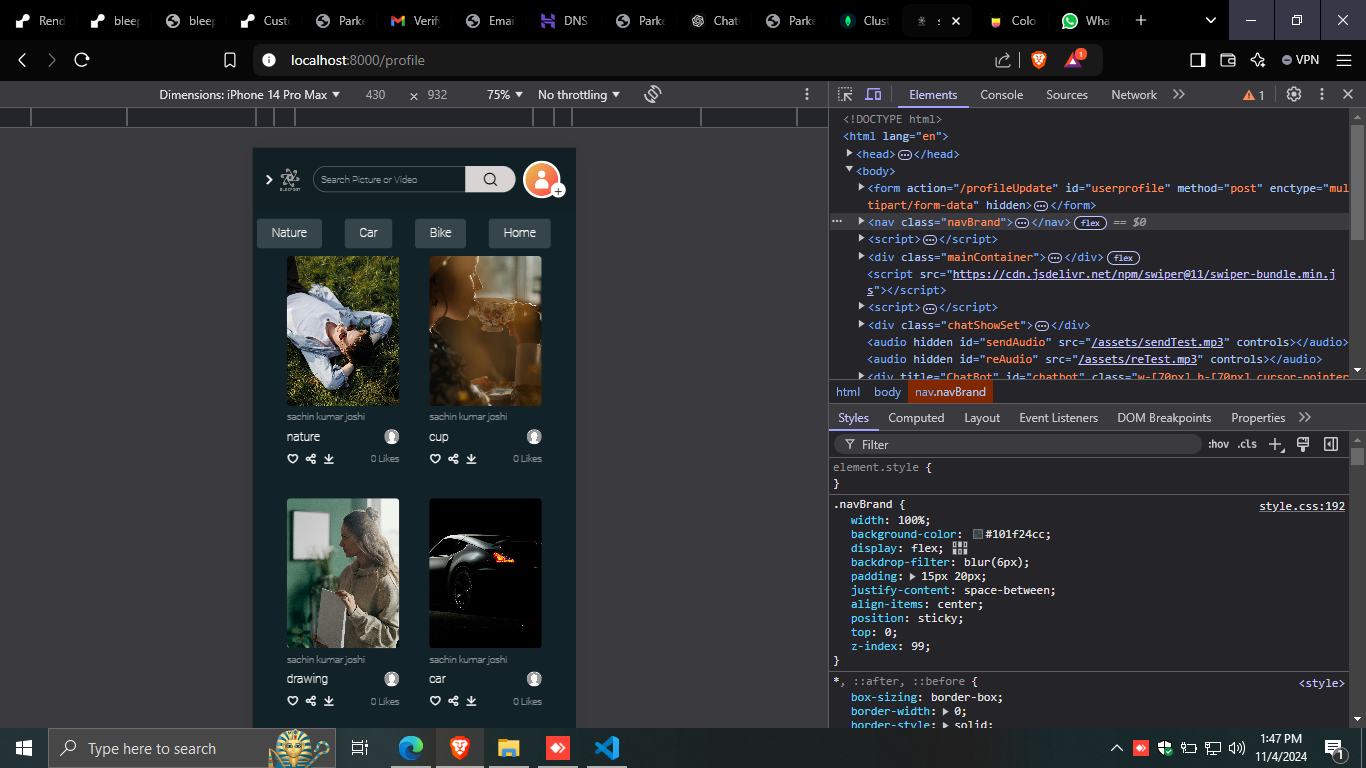 Rend
bleep
bleep
Custo
Parke
Verify
Emai
DNS
Parke
Chat
Parke
Clust
s
Colo
Wha
localhost:8000/profile
1
VPN
Dimensions: iPhone 14 Pro Max
430
×
932
75%
No throttling
Elements
Console
Sources
Network
1
Search Picture or Video
Nature
Car
Bike
Home
sachin kumar joshi
nature
0 Likes
sachin kumar joshi
cup
0 Likes
sachin kumar joshi
drawing
0 Likes
sachin kumar joshi
car
0 Likes
<!DOCTYPE html>
<html lang="en">
<head>…</head>
<body>
<form action="/profileUpdate" id="userprofile" method="post" enctype="mul
tipart/form-data" hidden>…</form>
<nav class="navBrand">…</nav> flex == $0
<script>…</script>
<div class="mainContainer">…</div> flex
<script src="https://cdn.jsdelivr.net/npm/swiper@11/swiper-bundle.min.j
s"></script>
<script>…</script>
<div class="chatShowSet">…</div>
<audio hidden id="sendAudio" src="/assets/sendTest.mp3" controls></audio>
<audio hidden id="reAudio" src="/assets/reTest.mp3" controls></audio>
<div title="ChatBot" id="chatbot" class="w-[70px] h-[70px] cursor-pointer
html
body
nav.navBrand
Styles
Computed
Layout
Event Listeners
DOM Breakpoints
Properties
Filter
:hov
.cls
element.style {
}
.navBrand {
style.css:192
width: 100%;
background-color: #101f24cc;
display: flex;
backdrop-filter: blur(6px);
padding: 15px 20px;
justify-content: space-between;
align-items: center;
position: sticky;
top: 0;
z-index: 99;
}
*, ::after, ::before {
<style>
box-sizing: border-box;
border-width: 0;
border-style: solid;
Type here to search
1:47 PM
11/4/2024
1